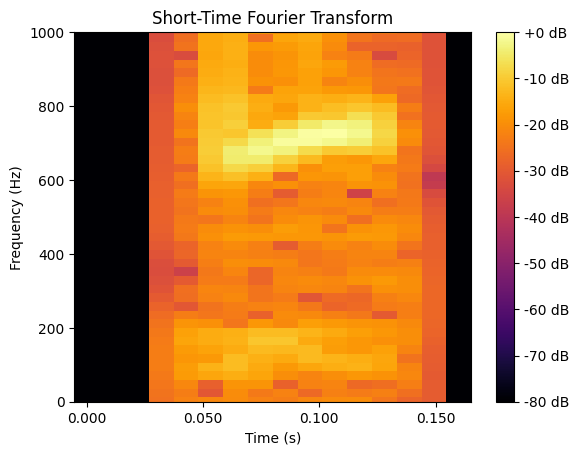 Short-Time Fourier Transform
1000
800
600
400
200
0
Frequency (Hz)
0.000
0.050
0.100
0.150
Time (s)
+0 dB
-10 dB
-20 dB
-30 dB
-40 dB
-50 dB
-60 dB
-70 dB
-80 dB